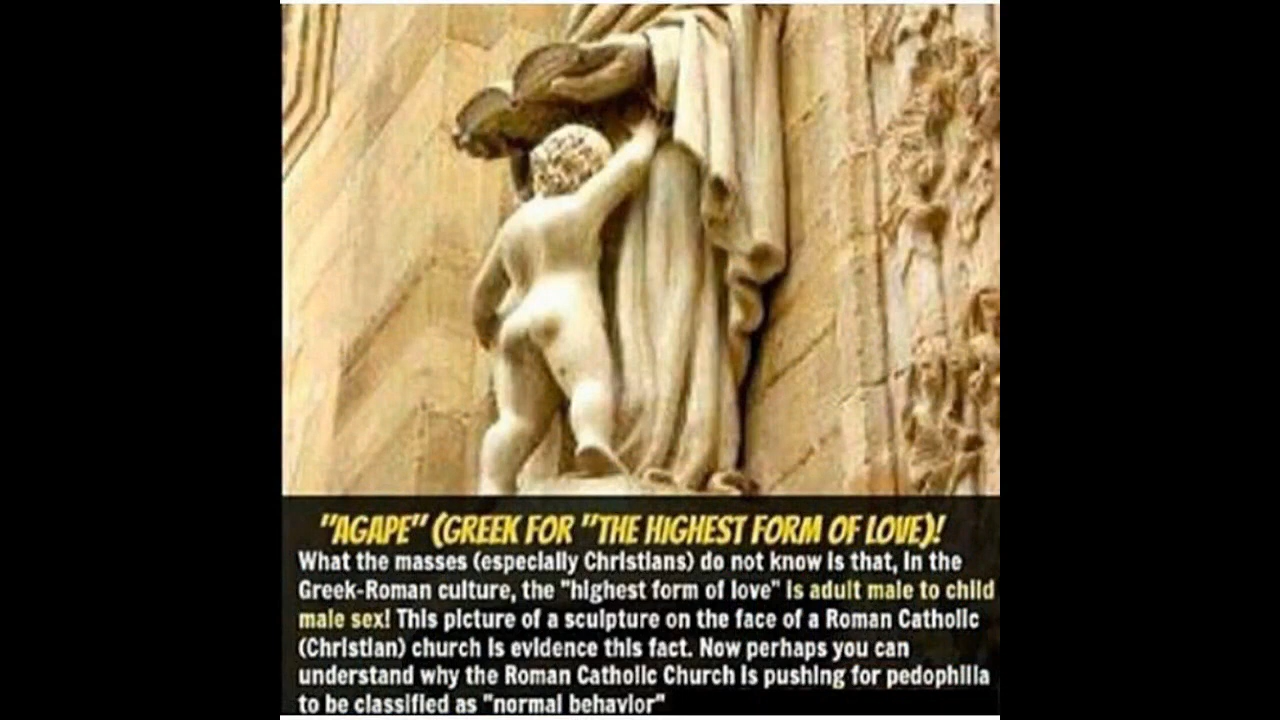 "AGAPE" (GREEK FOR "THE HIGHEST FORM OF LOVE)!
What the masses (especially Christians) do not know is that, in the
Greek-Roman culture, the "highest form of love" is adult male to child
male sex! This picture of a sculpture on the face of a Roman Catholic
(Christian) church is evidence this fact. Now perhaps you can
understand why the Roman Catholic Church is pushing for pedophilia
to be classified as "normal behavior"